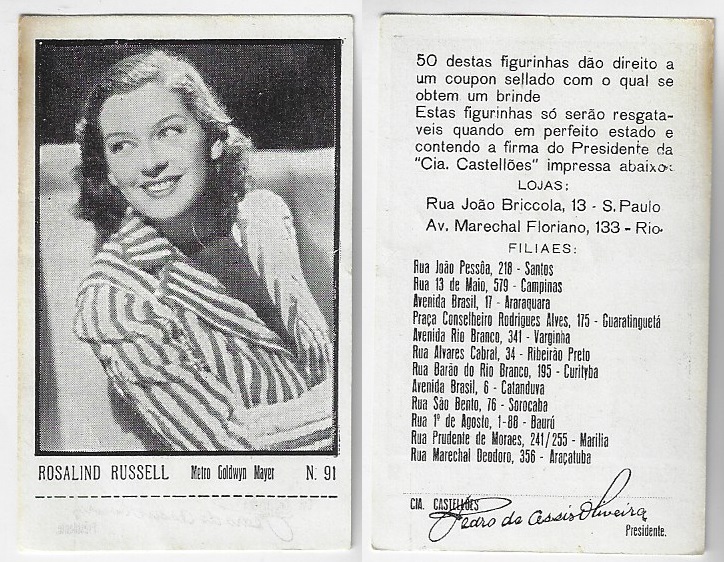 ROSALIND RUSSELL Metro Goldwyn Mayer N. 91
50 destas figurinhas dão direito a
um coupon sellado com o qual se
obtem um brinde
Estas figurinhas só serão resgata-
veis quando em perfeito estado e
contendo a firma do Presidente da
"Cia. Castellões" impressa abaixo:
LOJAS:
Rua João Briccola, 13 - S. Paulo
Av. Marechal Floriano, 133 - Rio.
FILIAES:
Rua João Pessôa, 218 - Santos
Rua 13 de Maio, 579 - Campinas
Avenida Brasil, 17 - Araraquara
Praça Conselheiro Rodrigues Alves, 175 - Guaratinguetá
Avenida Rio Branco, 341 - Varginha
Rua Alvares Cabral, 34 - Ribeirão Preto
Rua Barão do Rio Branco, 195 - Curityba
Avenida Brasil, 6 - Catanduva
Rua São Bento, 76 - Sorocaba
Rua 1º de Agosto, 1-88 - Baurú
Rua Prudente de Moraes, 241/255 - Marilia
Rua Marechal Deodoro, 356 - Araçatuba
CIA. CASTELLÕES
Pedro de Assis Oliveira
Presidente.